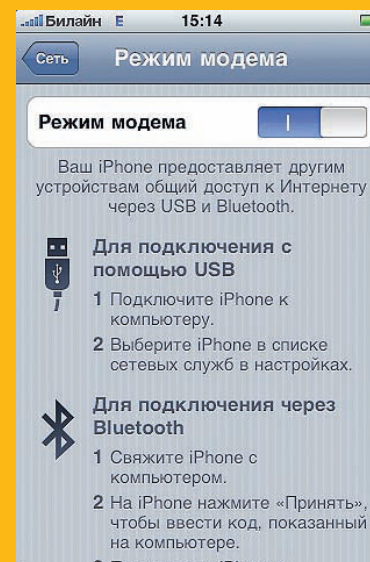 Билайн E 15:14
Сеть Режим модема
Режим модема
Ваш iPhone предоставляет другим
устройствам общий доступ к Интернету
через USB и Bluetooth.
Для подключения с
помощью USB
1 Подключите iPhone к
компьютеру.
2 Выберите iPhone в списке
сетевых служб в настройках.
Для подключения через
Bluetooth
1 Свяжите iPhone с
компьютером.
2 На iPhone нажмите «Принять»,
чтобы ввести код, показанный
на компьютере.